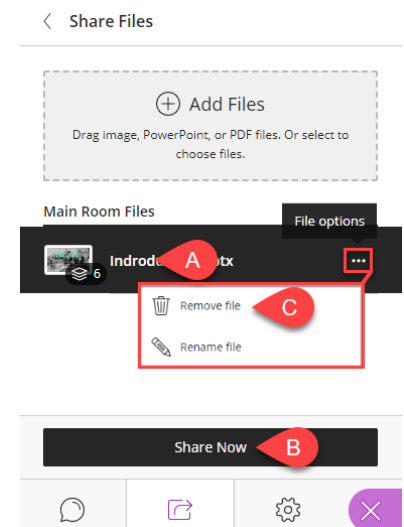 Share Files
Add Files
Drag image, PowerPoint, or PDF files. Or select to
choose files.
Main Room Files
File options
6
A
C
Remove file
Rename file
Share Now
B